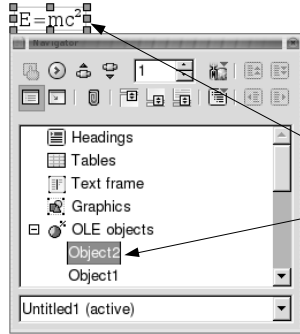 E=mc²
Navigator
1
Headings
Tables
Text frame
Graphics
OLE objects
Object2
Object1
Untitled1 (active)